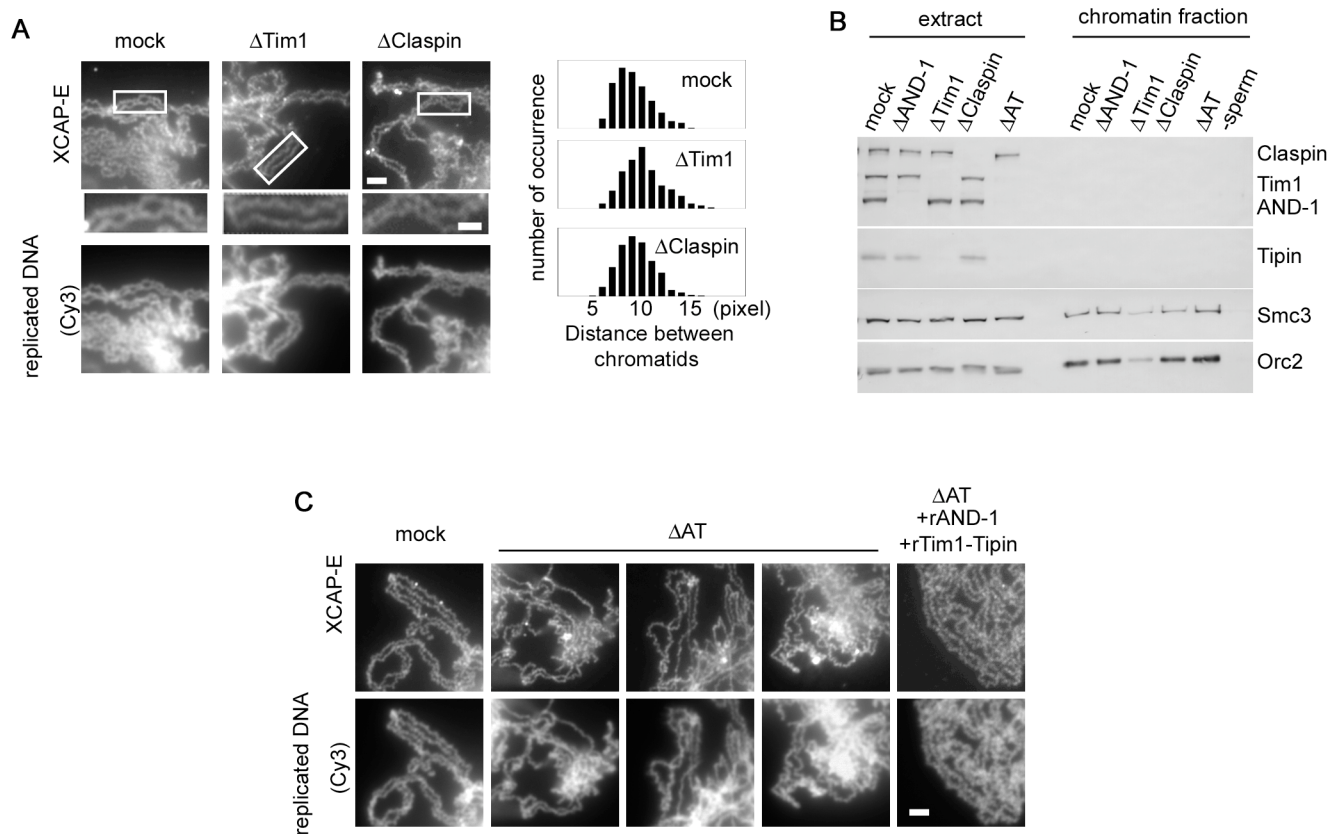 A
mock
ΔTim1
ΔClaspin
XCAP-E
replicated DNA
(Cy3)
number of occurrence
mock
ΔTim1
ΔClaspin
5 10 15 (pixel)
Distance between
chromatids
B
extract
chromatin fraction
mock
ΔAND-1
ΔTim1
ΔClaspin
ΔAT
mock
ΔAND-1
ΔTim1
ΔClaspin
ΔAT
-sperm
Claspin
Tim1
AND-1
Tipin
Smc3
Orc2
C
mock
ΔAT
ΔAT
+rAND-1
+rTim1-Tipin
XCAP-E
replicated DNA
(Cy3)